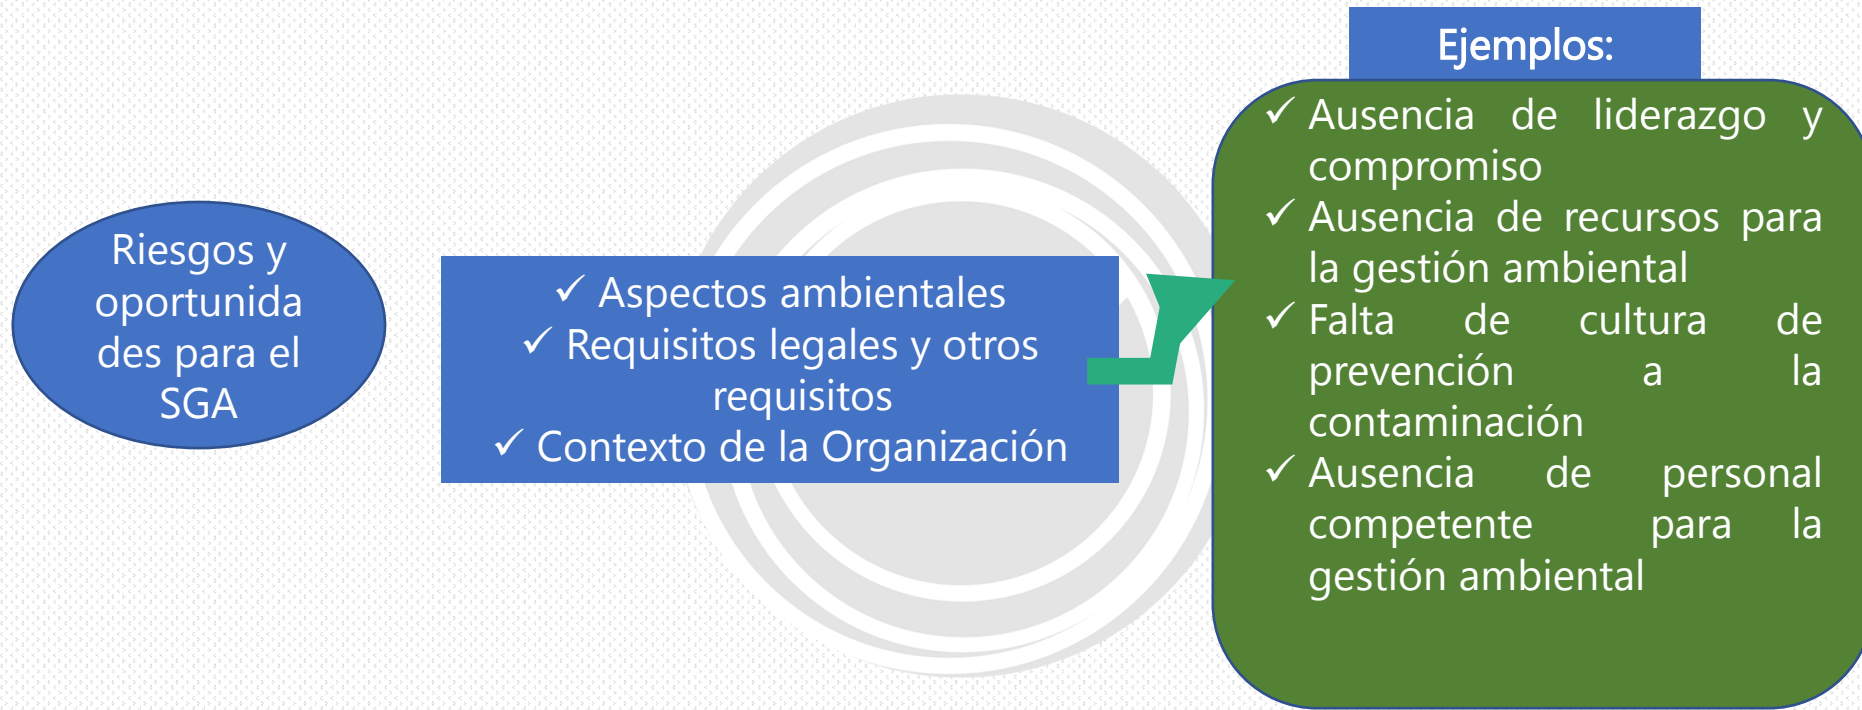 Riesgos y
oportunida
des para el
SGA
✓ Aspectos ambientales
✓ Requisitos legales y otros
requisitos
✓ Contexto de la Organización
Ejemplos:
✓ Ausencia de liderazgo y
compromiso
✓ Ausencia de recursos para
la gestión ambiental
✓ Falta de cultura de
prevención a la
contaminación
✓ Ausencia de personal
competente para la
gestión ambiental